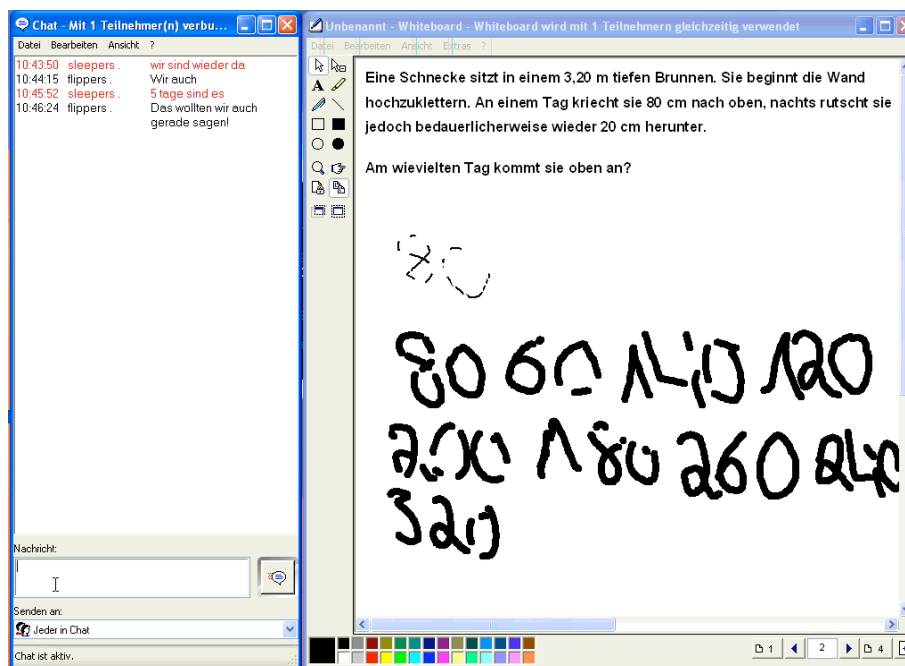 Chat - Mit 1 Teilnehmer(n) verbu...
Datei Bearbeiten Ansicht ?
10:43:50 sleepers . wir sind wieder da
10:44:15 flippers . Wir auch
10:45:52 sleepers . 5 tage sind es
10:46:24 flippers . Das wollten wir auch
gerade sagen!
Nachricht:
Senden an:
Jeder in Chat
Chat ist aktiv.
Unbenannt - Whiteboard - Whiteboard wird mit 1 Teilnehmern gleichzeitig verwendet
Datei Bearbeiten Ansicht Extras ?
A
Eine Schnecke sitzt in einem 3,20 m tiefen Brunnen. Sie beginnt die Wand
hochzuklettern. An einem Tag kriecht sie 80 cm nach oben, nachts rutscht sie
jedoch bedauerlicherweise wieder 20 cm herunter.
Am wievielten Tag kommt sie oben an?
80
80 60 140 120
200 180 260 240
320
1 2 4